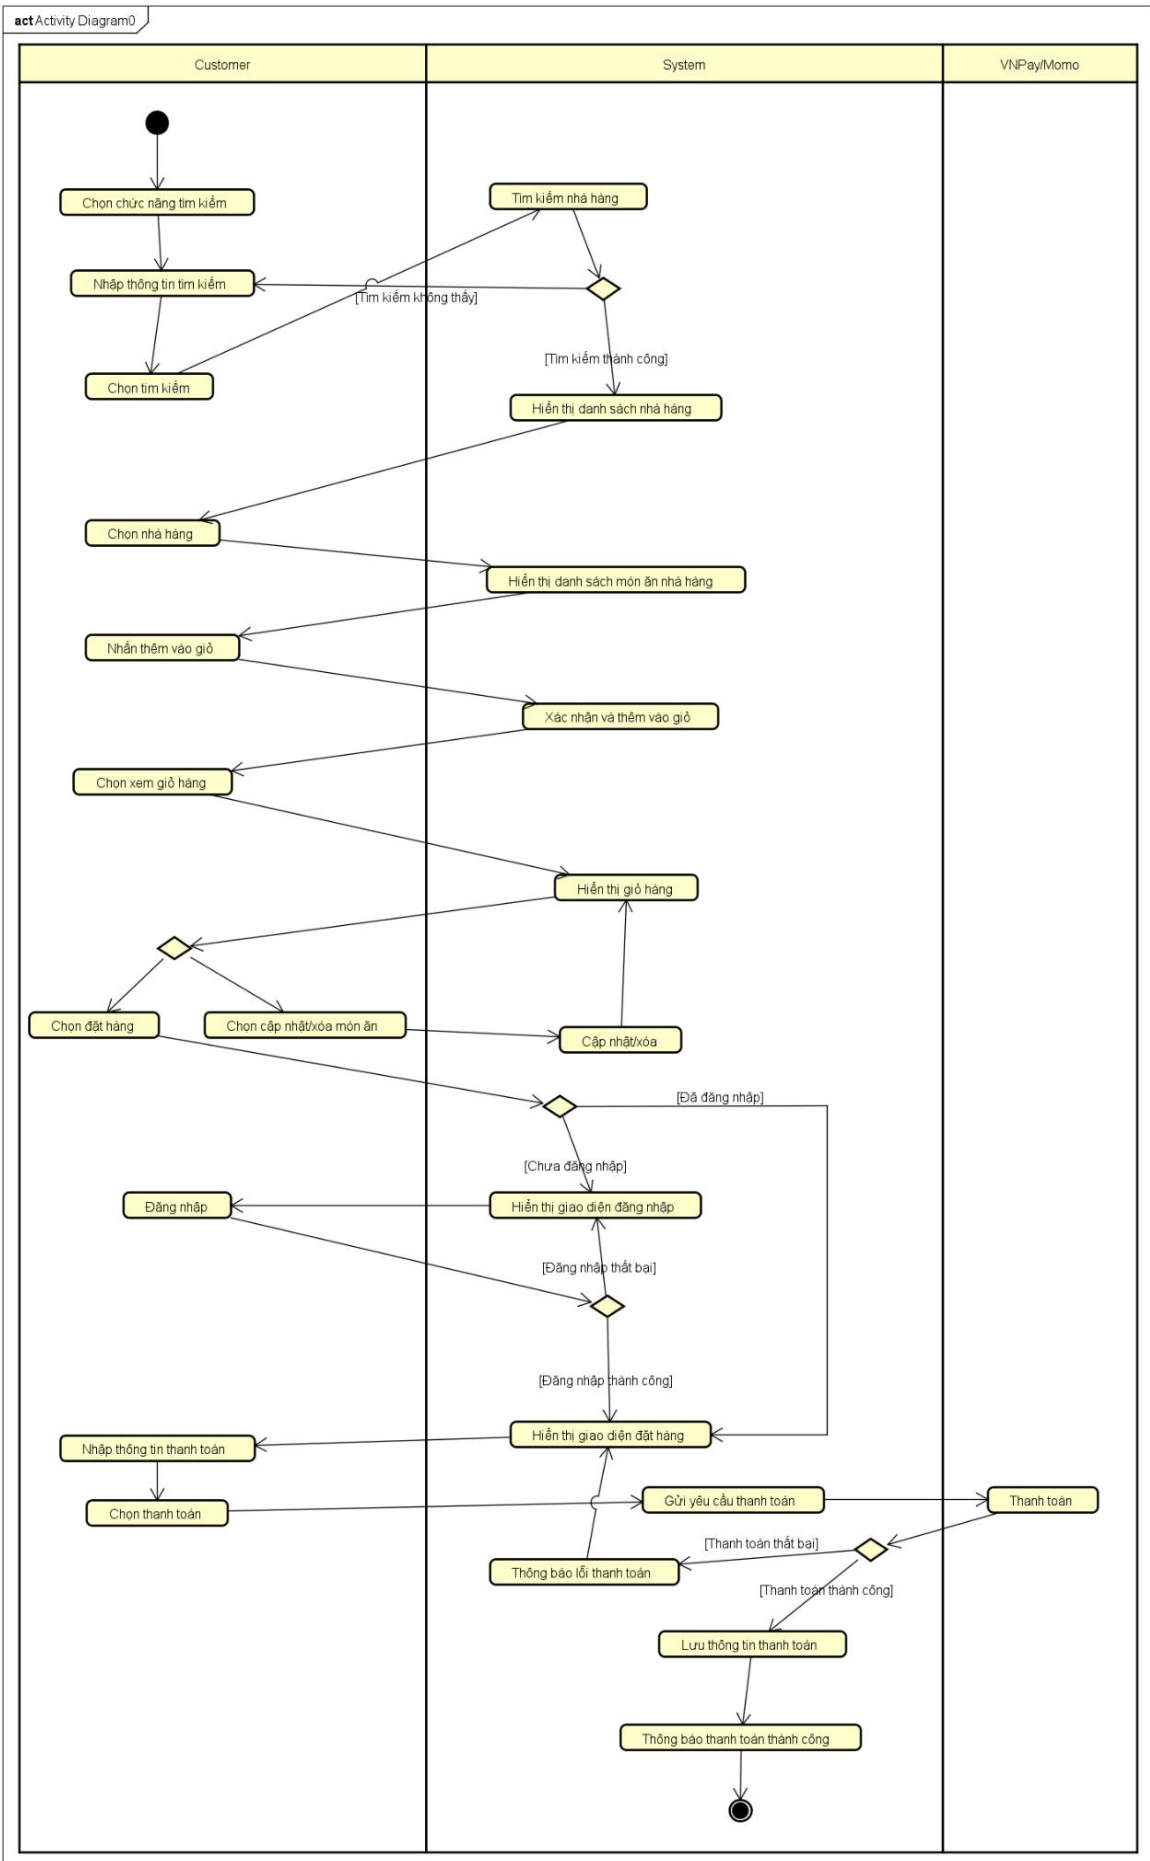 act Activity Diagram0
Customer
System
VNPay/Momo
Chọn chức năng tìm kiếm
Tìm kiếm nhà hàng
Nhập thông tin tìm kiếm
[Tìm kiếm không thấy]
[Tìm kiếm thành công]
Chọn tìm kiếm
Hiển thị danh sách nhà hàng
Chọn nhà hàng
Hiển thị danh sách món ăn nhà hàng
Nhấn thêm vào giỏ
Xác nhận và thêm vào giỏ
Chọn xem giỏ hàng
Hiển thị giỏ hàng
Chọn đặt hàng
Chọn cập nhật/xóa món ăn
Cập nhật/xóa
[Đã đăng nhập]
[Chưa đăng nhập]
Đăng nhập
Hiển thị giao diện đăng nhập
[Đăng nhập thất bại]
[Đăng nhập thành công]
Hiển thị giao diện đặt hàng
Nhập thông tin thanh toán
Chọn thanh toán
Gửi yêu cầu thanh toán
Thanh toán
[Thanh toán thất bại]
Thông báo lỗi thanh toán
[Thanh toán thành công]
Lưu thông tin thanh toán
Thông báo thanh toán thành công